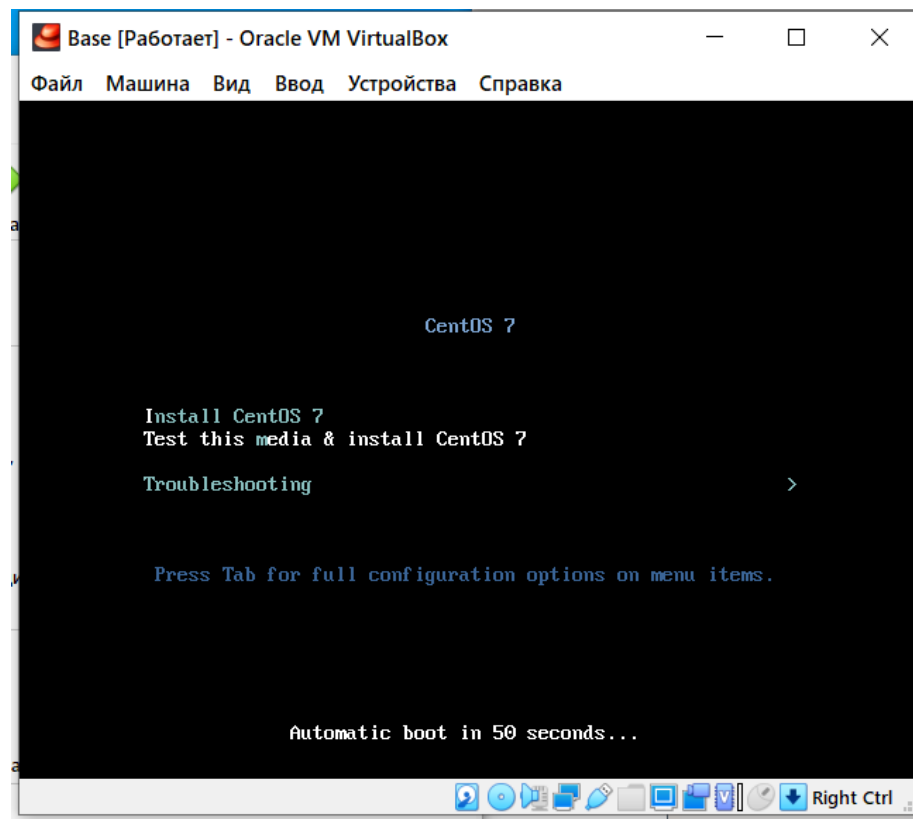 Base [Работает] - Oracle VM VirtualBox
Файл Машина Вид Ввод Устройства Справка
CentOS 7
Install CentOS 7
Test this media & install CentOS 7
Troubleshooting >
Press Tab for full configuration options on menu items.
Automatic boot in 50 seconds...
Right Ctrl